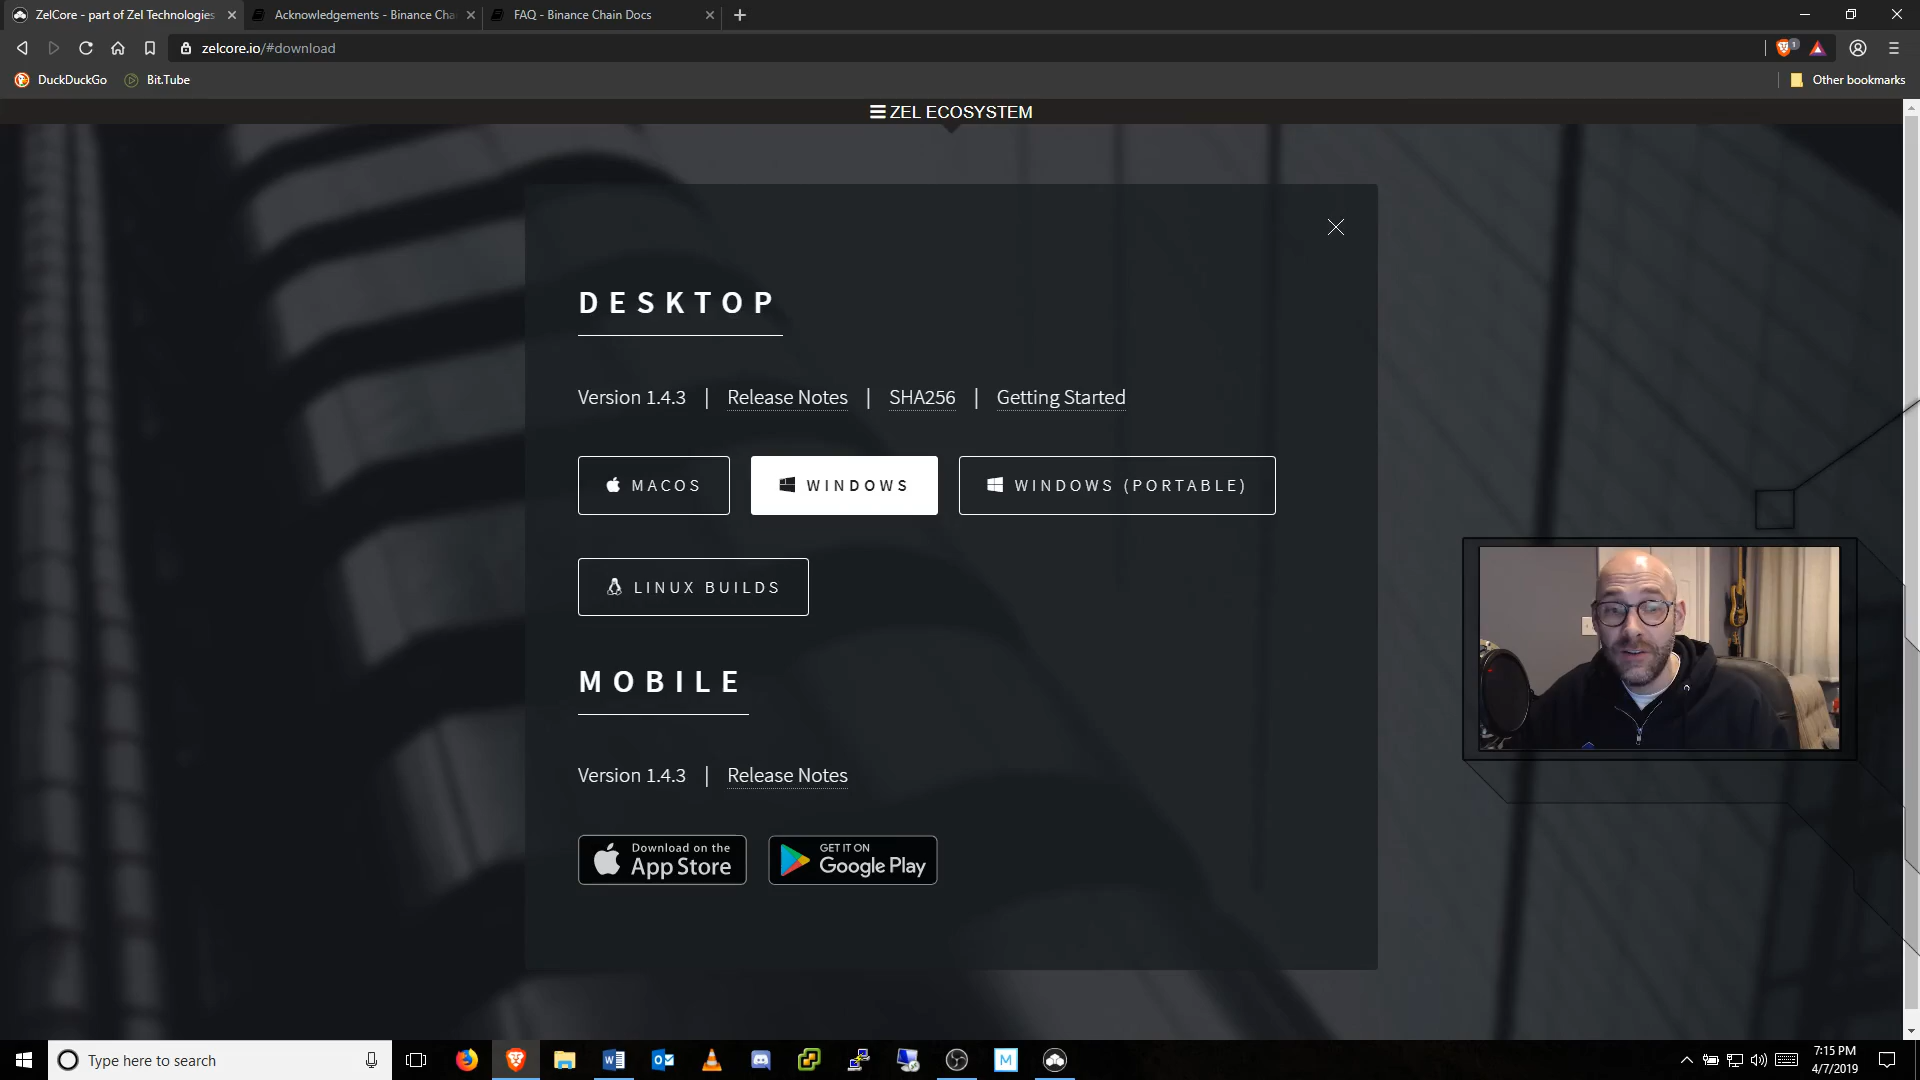 ZelCore - part of Zel Technologies
Acknowledgements - Binance Cha
FAQ - Binance Chain Docs
zelcore.io/#download
1
DuckDuckGo
Bit.Tube
Other bookmarks
ZEL ECOSYSTEM
DESKTOP
Version 1.4.3 | Release Notes | SHA256 | Getting Started
MACOS
WINDOWS
WINDOWS (PORTABLE)
LINUX BUILDS
MOBILE
Version 1.4.3 | Release Notes
Download on the
App Store
GET IT ON
Google Play
Type here to search
M
7:15 PM
4/7/2019